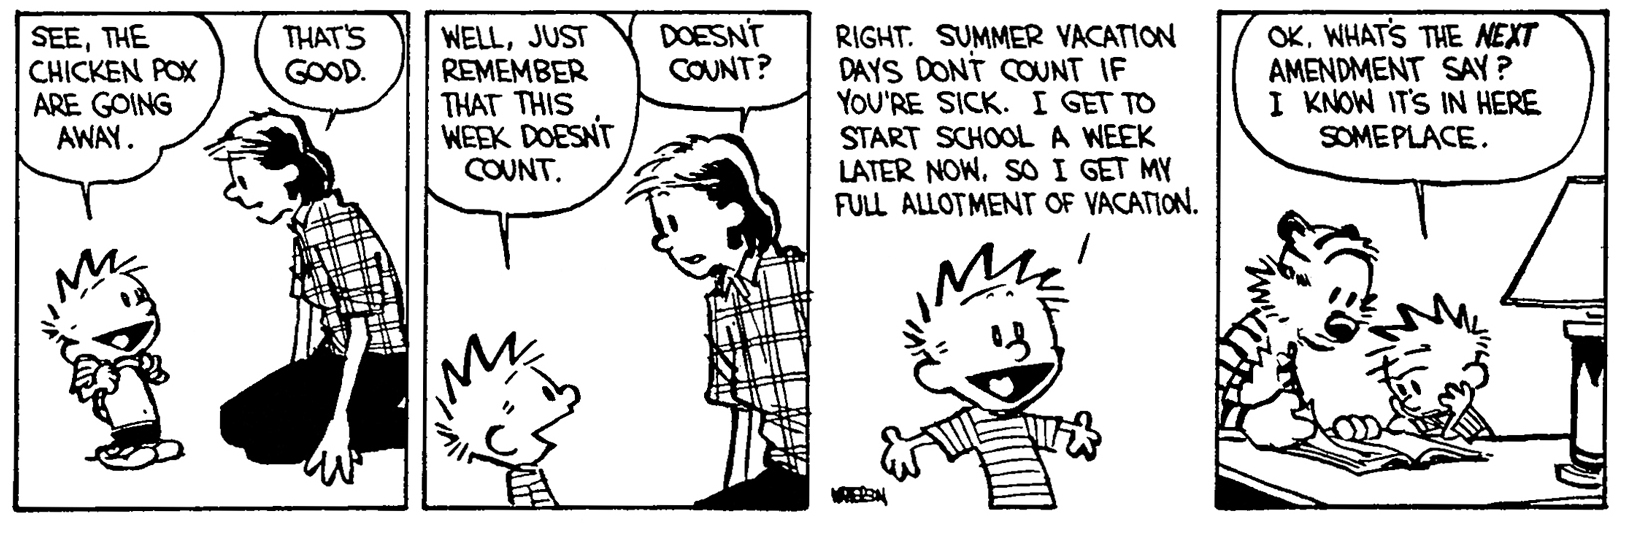 SEE, THE
CHICKEN POX
ARE GOING
AWAY.
THAT'S
GOOD.
WELL, JUST
REMEMBER
THAT THIS
WEEK DOESN'T
COUNT.
DOESN'T
COUNT?
RIGHT. SUMMER VACATION
DAYS DON'T COUNT IF
YOU'RE SICK. I GET TO
START SCHOOL A WEEK
LATER NOW, SO I GET MY
FULL ALLOTMENT OF VACATION.
WATTERSON
OK, WHAT'S THE NEXT
AMENDMENT SAY?
I KNOW IT'S IN HERE
SOMEPLACE.